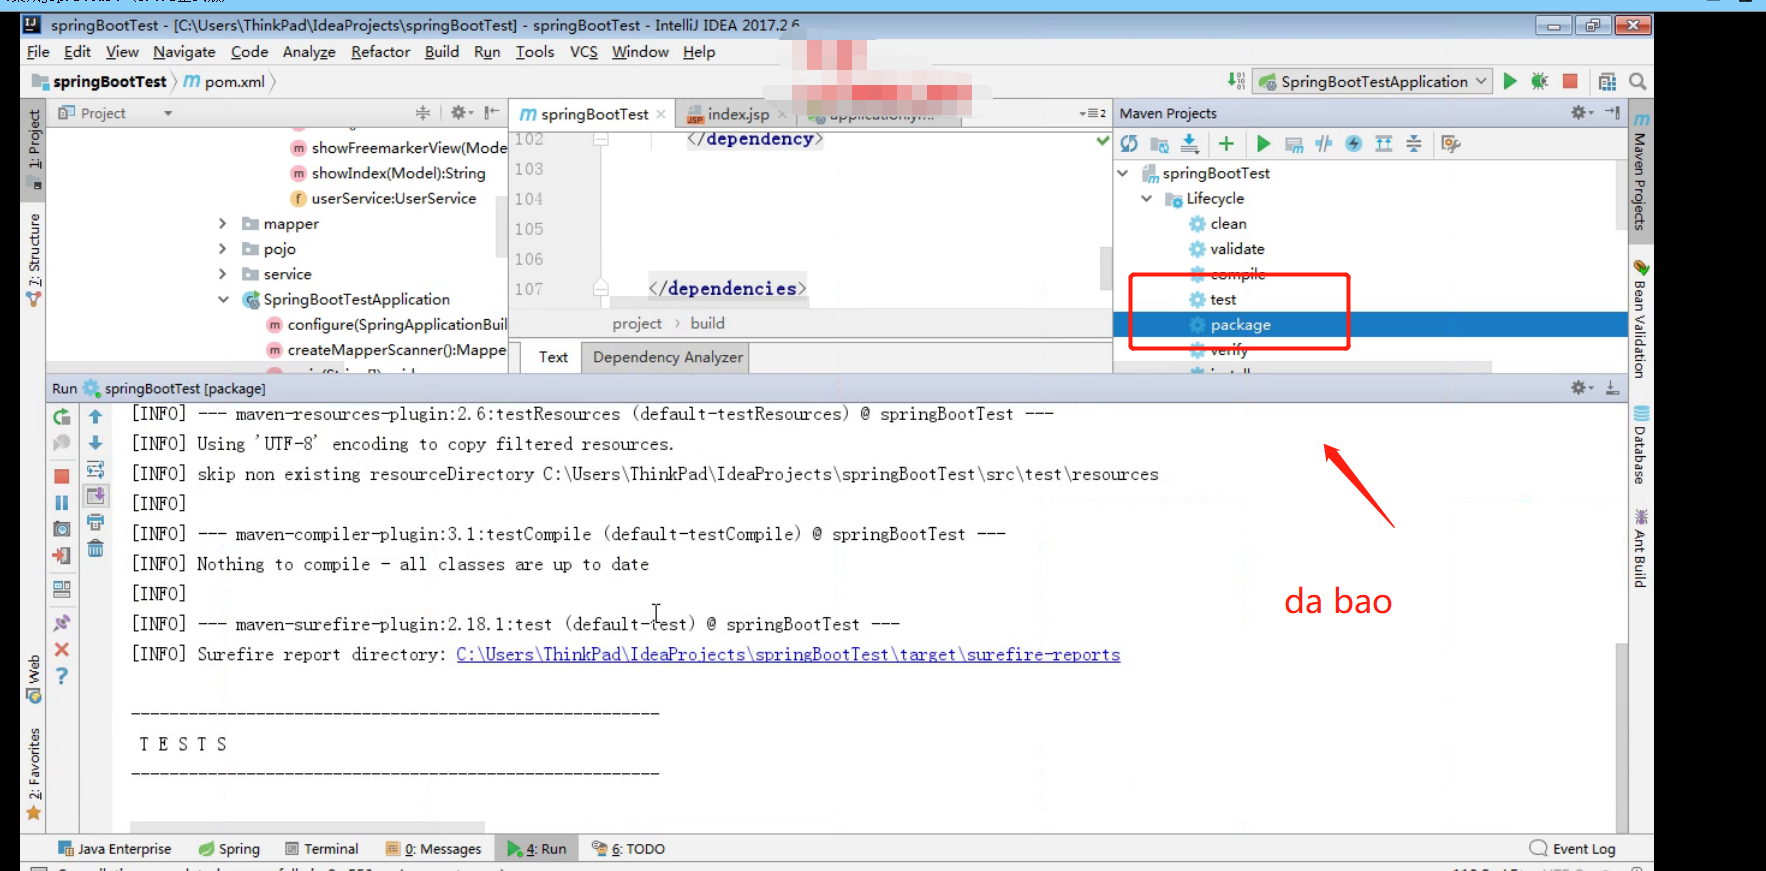 springBootTest - [C:\Users\ThinkPad\IdeaProjects\springBootTest] - springBootTest - IntelliJ IDEA 2017.2.6
File Edit View Navigate Code Analyze Refactor Build Run Tools VCS Window Help
springBootTest pom.xml
SpringBootTestApplication
Project
springBootTest
index.jsp
2
Maven Projects
1: Project
7: Structure
Web
2: Favorites
showFreemarkerView(Mode
showIndex(Model):String
userService:UserService
mapper
pojo
service
SpringBootTestApplication
configure(SpringApplicationBuil
createMapperScanner():Mappe
102 </dependency>
103
104
105
106
107 </dependencies>
project › build
Text Dependency Analyzer
springBootTest
Lifecycle
clean
validate
compile
test
package
verify
Maven Projects
Bean Validation
Database
Ant Build
Run springBootTest [package]
[INFO] --- maven-resources-plugin:2.6:testResources (default-testResources) @ springBootTest ---
[INFO] Using 'UTF-8' encoding to copy filtered resources.
[INFO] skip non existing resourceDirectory C:\Users\ThinkPad\IdeaProjects\springBootTest\src\test\resources
[INFO]
[INFO] --- maven-compiler-plugin:3.1:testCompile (default-testCompile) @ springBootTest ---
[INFO] Nothing to compile - all classes are up to date
[INFO]
[INFO] --- maven-surefire-plugin:2.18.1:test (default-test) @ springBootTest ---
[INFO] Surefire report directory: C:\Users\ThinkPad\IdeaProjects\springBootTest\target\surefire-reports
-------------------------------------------------------
T E S T S
-------------------------------------------------------
da bao
Java Enterprise Spring Terminal 0: Messages 4: Run 6: TODO Event Log